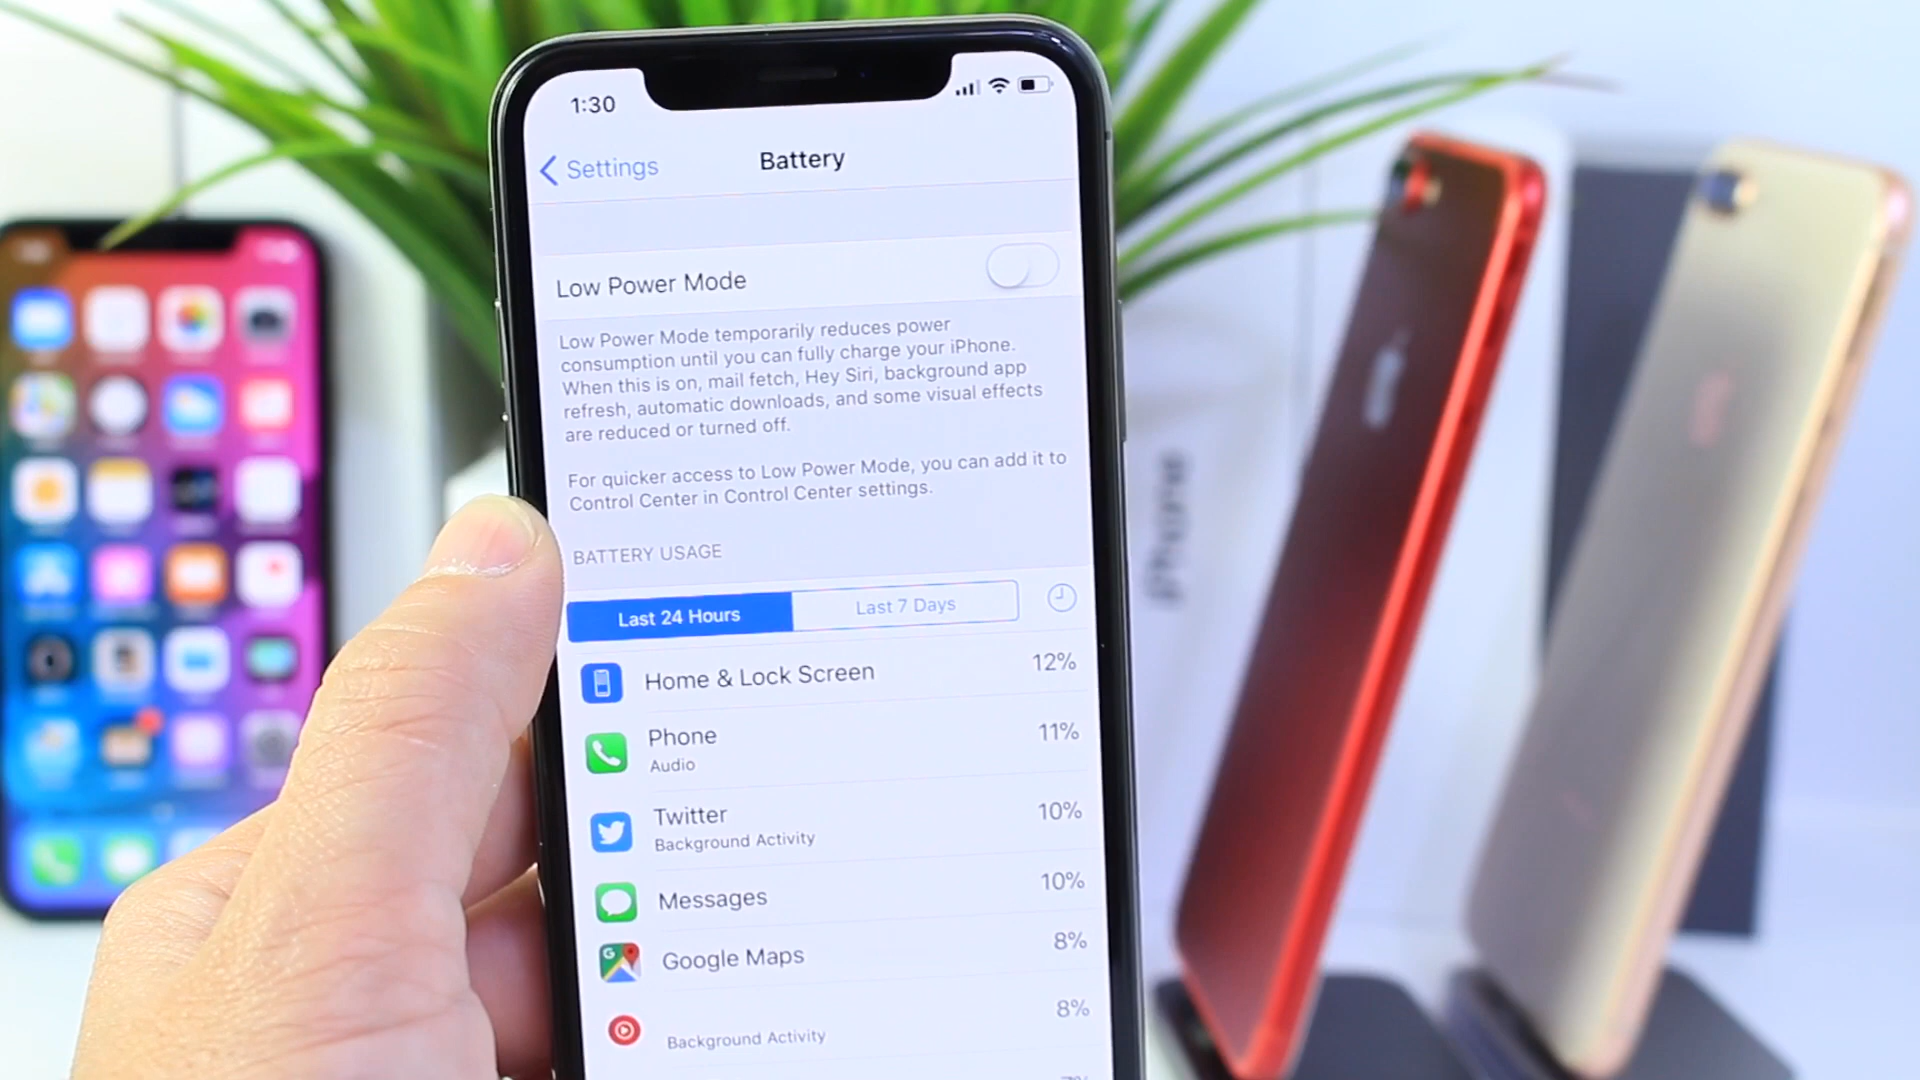 1:30
Settings
Battery
Low Power Mode
Low Power Mode temporarily reduces power
consumption until you can fully charge your iPhone.
When this is on, mail fetch, Hey Siri, background app
refresh, automatic downloads, and some visual effects
are reduced or turned off.
For quicker access to Low Power Mode, you can add it to
Control Center in Control Center settings.
BATTERY USAGE
Last 24 Hours
Last 7 Days
Home & Lock Screen
12%
Phone
11%
Audio
Twitter
10%
Background Activity
Messages
10%
Google Maps
8%
8%
Background Activity
iPhone